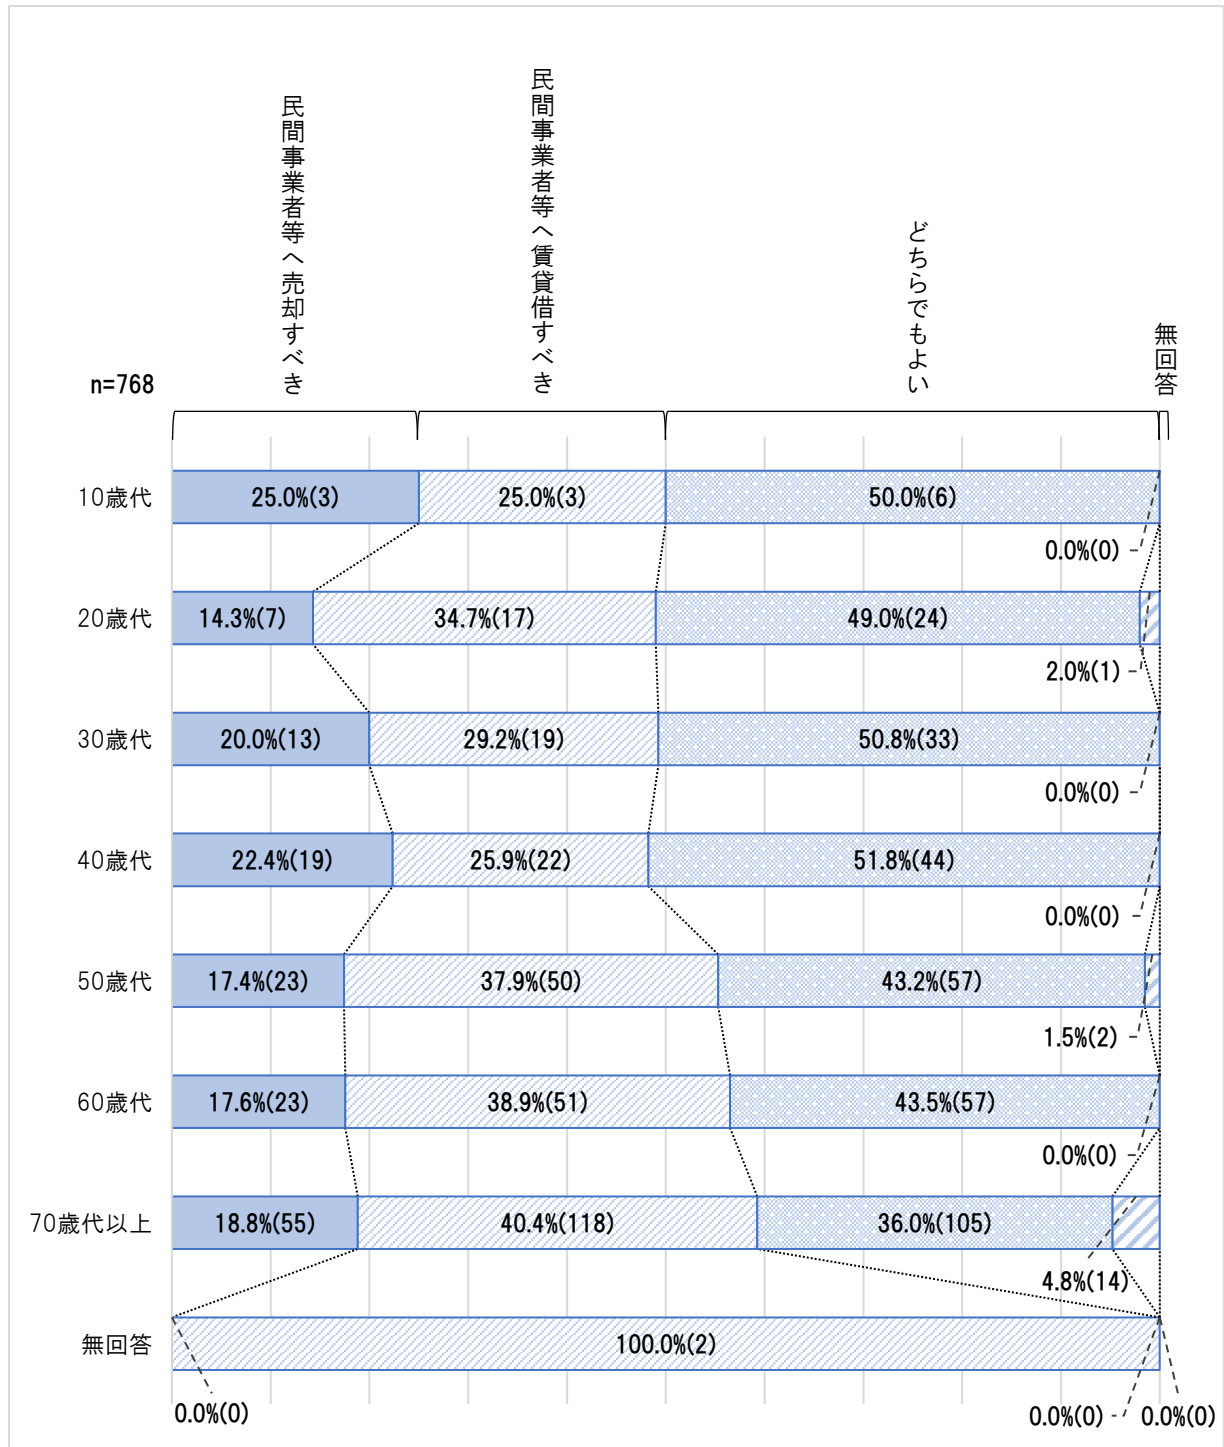 民間事業者等へ売却すべき
民間事業者等へ賃貸借すべき
どちらでもよい
無回答
n=768
10歳代 25.0%(3) 25.0%(3) 50.0%(6)
0.0%(0)
20歳代 14.3%(7) 34.7%(17) 49.0%(24)
2.0%(1)
30歳代 20.0%(13) 29.2%(19) 50.8%(33)
0.0%(0)
40歳代 22.4%(19) 25.9%(22) 51.8%(44)
0.0%(0)
50歳代 17.4%(23) 37.9%(50) 43.2%(57)
1.5%(2)
60歳代 17.6%(23) 38.9%(51) 43.5%(57)
0.0%(0)
70歳代以上 18.8%(55) 40.4%(118) 36.0%(105)
4.8%(14)
無回答 100.0%(2)
0.0%(0) 0.0%(0) 0.0%(0)